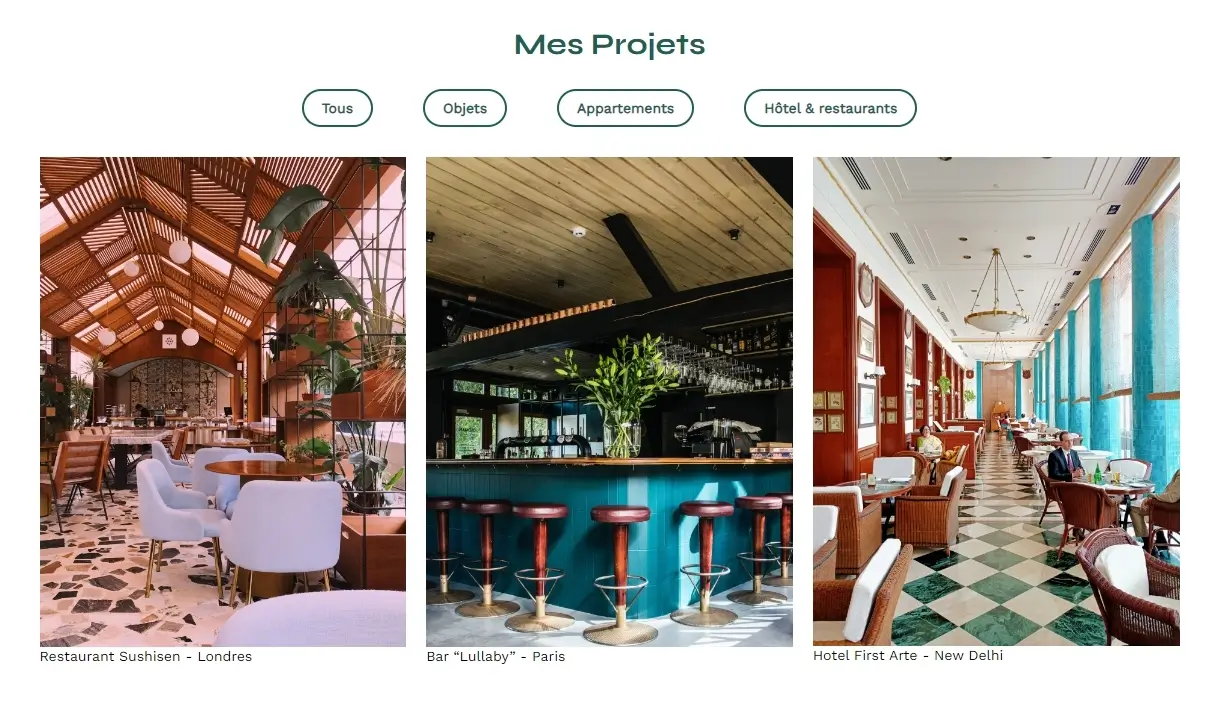 Mes Projets
Tous
Objets
Appartements
Hôtel & restaurants
Restaurant Sushisen - Londres
Bar “Lullaby” - Paris
Hotel First Arte - New Delhi